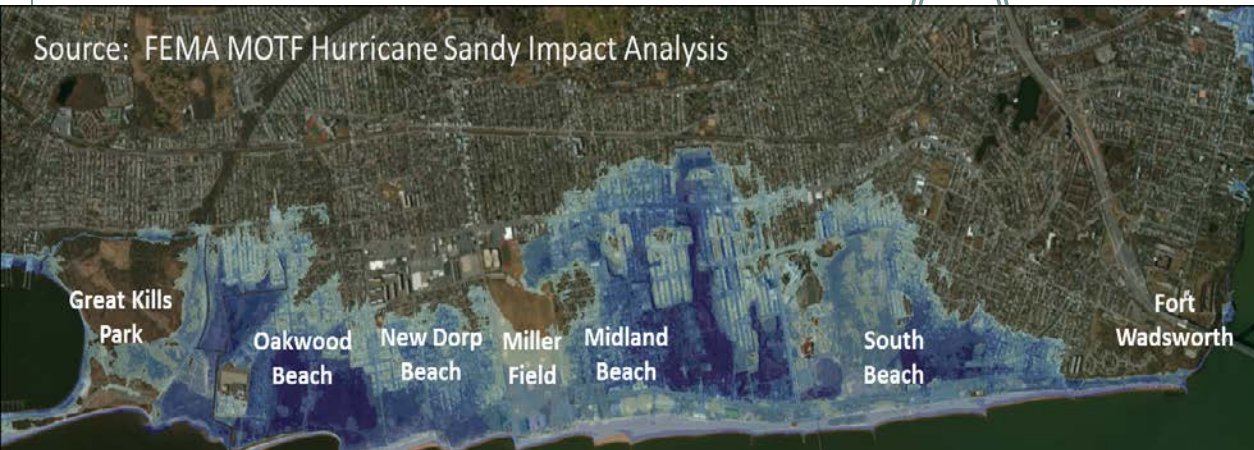 Source: FEMA MOTF Hurricane Sandy Impact Analysis
Great Kills
Park
Oakwood
Beach
New Dorp
Beach
Miller
Field
Midland
Beach
South
Beach
Fort
Wadsworth